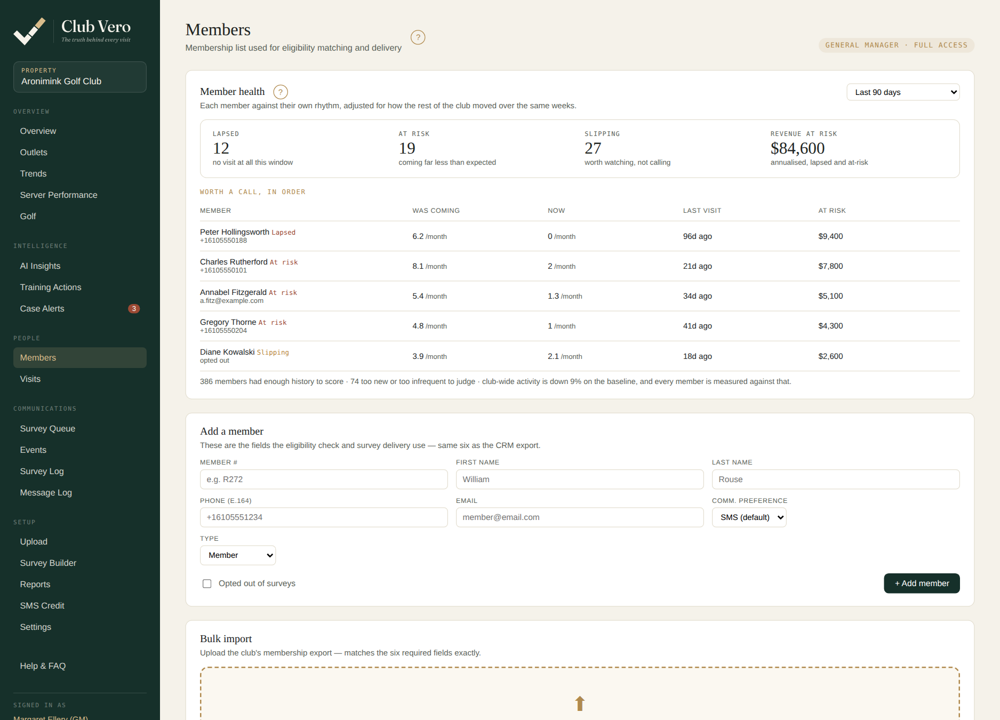 Club Vero
The truth behind every visit
PROPERTY
Aronimink Golf Club
OVERVIEW
Overview
Outlets
Trends
Server Performance
Golf
INTELLIGENCE
AI Insights
Training Actions
Case Alerts 3
PEOPLE
Members
Visits
COMMUNICATIONS
Survey Queue
Events
Survey Log
Message Log
SETUP
Upload
Survey Builder
Reports
SMS Credit
Settings
Help & FAQ
SIGNED IN AS
Margaret Ellery (GM)
Members
Membership list used for eligibility matching and delivery
?
GENERAL MANAGER · FULL ACCESS
Member health ?
Last 90 days
Each member against their own rhythm, adjusted for how the rest of the club moved over the same weeks.
LAPSED AT RISK SLIPPING REVENUE AT RISK
12 19 27 $84,600
no visit at all this window coming far less than expected worth watching, not calling annualised, lapsed and at-risk
WORTH A CALL, IN ORDER
MEMBER WAS COMING NOW LAST VISIT AT RISK
Peter Hollingsworth Lapsed
+16105550188
6.2 /month 0 /month 96d ago $9,400
Charles Rutherford At risk
+16105550101
8.1 /month 2 /month 21d ago $7,800
Annabel Fitzgerald At risk
a.fitz@example.com
5.4 /month 1.3 /month 34d ago $5,100
Gregory Thorne At risk
+16105550204
4.8 /month 1 /month 41d ago $4,300
Diane Kowalski Slipping
opted out
3.9 /month 2.1 /month 18d ago $2,600
386 members had enough history to score · 74 too new or too infrequent to judge · club-wide activity is down 9% on the baseline, and every member is measured against that.
Add a member
These are the fields the eligibility check and survey delivery use — same six as the CRM export.
MEMBER # FIRST NAME LAST NAME
e.g. R272 William Rouse
PHONE (E.164) EMAIL COMM. PREFERENCE
+16105551234 member@email.com SMS (default)
TYPE
Member
Opted out of surveys
+ Add member
Bulk import
Upload the club's membership export — matches the six required fields exactly.